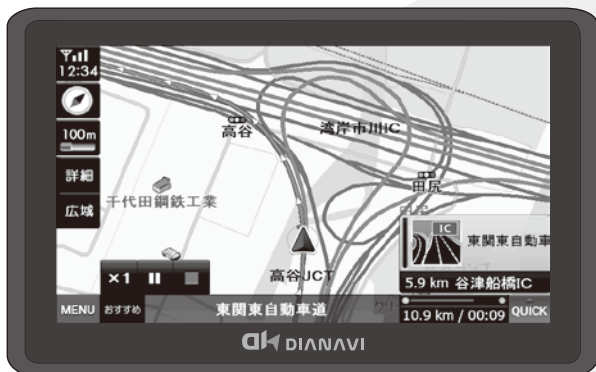 12:34
100m
詳細
広域
高谷
湾岸市川IC
田尻
千代田鋼鉄工業
高谷JCT
IC
東関東自動車
5.9 km 谷津船橋IC
×1
MENU
おすすめ
東関東自動車道
10.9 km / 00:09
QUICK
DIANAVI